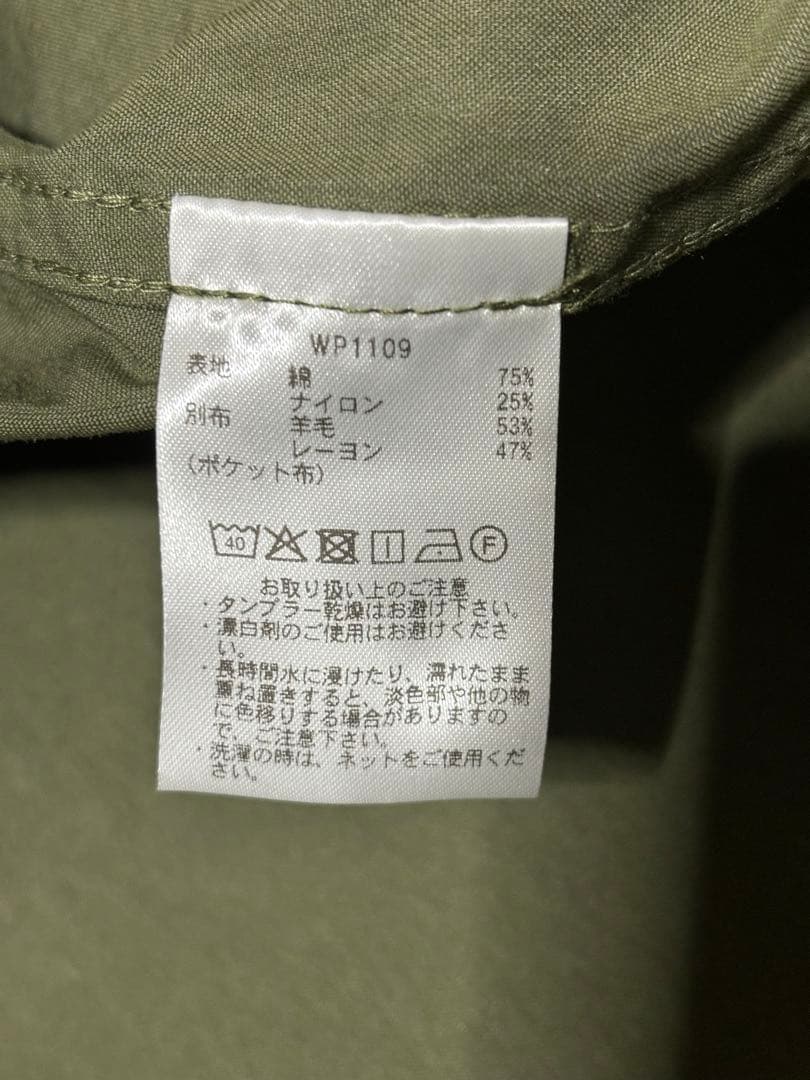 WP1109
表地 綿 75%
ナイロン 25%
別布 羊毛 53%
レーヨン 47%
(ポケット布)
40 F
お取り扱い上のご注意
・タンブラー乾燥はお避け下さい。
・漂白剤のご使用はお避けくださ
い。
・長時間水に浸けたり、濡れたまま
重ね置きすると、淡色部や他の物
に色移りする場合がありますの
で、ご注意下さい。
・洗濯の時は、ネットをご使用くだ
さい。